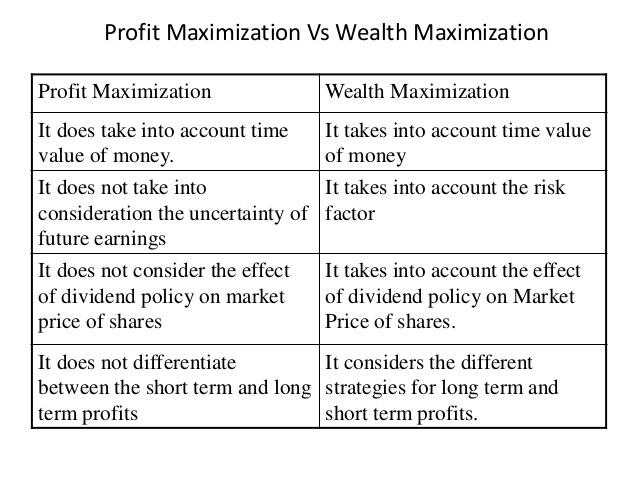 Profit Maximization Vs Wealth Maximization
Profit Maximization
Wealth Maximization
It does take into account time
value of money.
It takes into account time value
of money
It does not take into
consideration the uncertainty of
future earnings
It takes into account the risk
factor
It does not consider the effect
of dividend policy on market
price of shares
It takes into account the effect
of dividend policy on Market
Price of shares.
It does not differentiate
between the short term and long
term profits
It considers the different
strategies for long term and
short term profits.